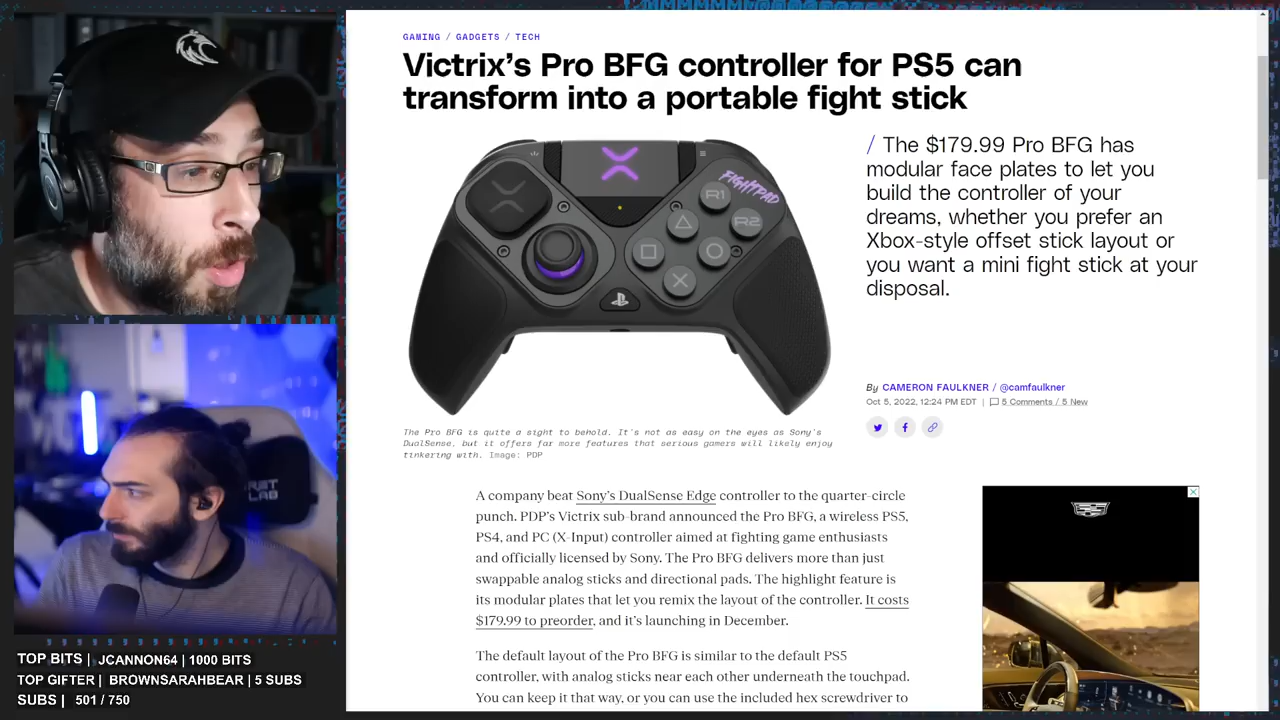 GAMING / GADGETS / TECH
Victrix's Pro BFG controller for PS5 can
transform into a portable fight stick
/ The $179.99 Pro BFG has
modular face plates to let you
build the controller of your
dreams, whether you prefer an
Xbox-style offset stick layout or
you want a mini fight stick at your
disposal.
FIGHTPAD
R1
R2
By CAMERON FAULKNER / @camfaulkner
Oct 5, 2022, 12:24 PM EDT | 5 Comments / 5 New
The Pro BFG is quite a sight to behold. It's not as easy on the eyes as Sony's
DualSense, but it offers far more features that serious gamers will likely enjoy
tinkering with. Image: PDP
A company beat Sony's DualSense Edge controller to the quarter-circle
punch. PDP's Victrix sub-brand announced the Pro BFG, a wireless PS5,
PS4, and PC (X-Input) controller aimed at fighting game enthusiasts
and officially licensed by Sony. The Pro BFG delivers more than just
swappable analog sticks and directional pads. The highlight feature is
its modular plates that let you remix the layout of the controller. It costs
$179.99 to preorder, and it's launching in December.
The default layout of the Pro BFG is similar to the default PS5
controller, with analog sticks near each other underneath the touchpad.
You can keep it that way, or you can use the included hex screwdriver to
TOP BITS | JCANNON64 | 1000 BITS
TOP GIFTER | BROWNSARAHBEAR | 5 SUBS
SUBS | 501 / 750